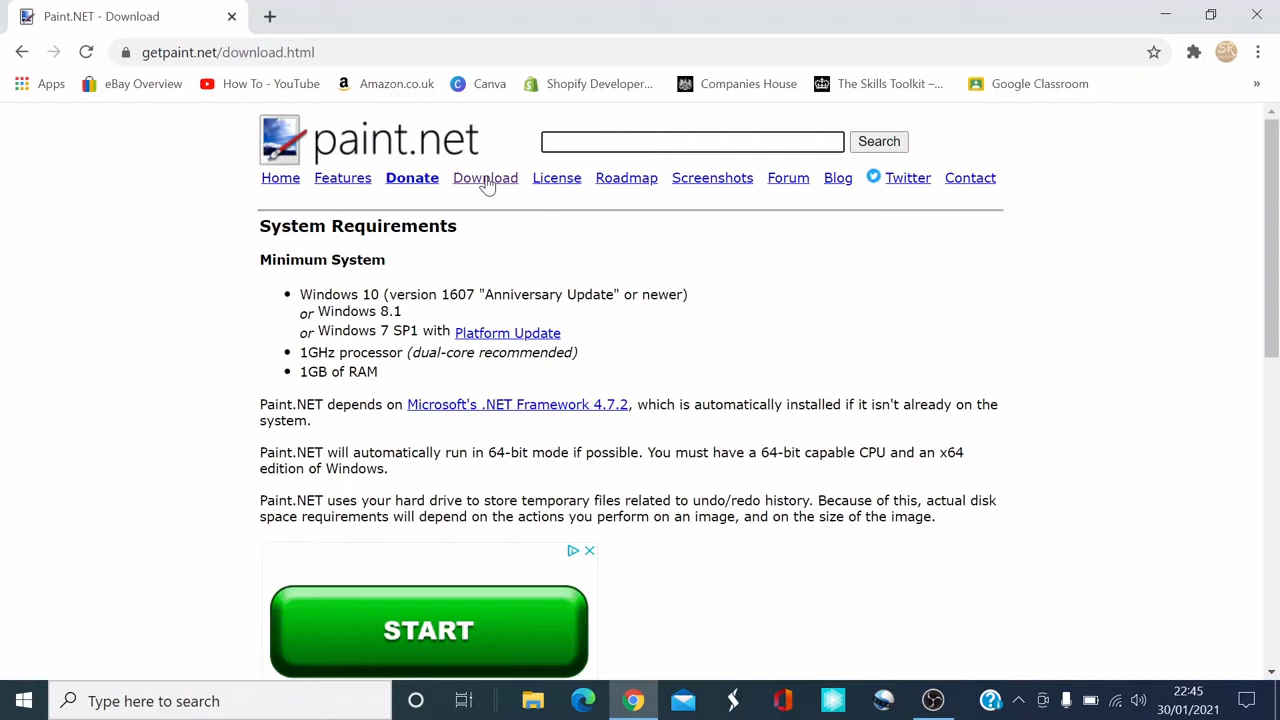 Paint.NET - Download
getpaint.net/download.html
SR
Apps eBay Overview How To - YouTube Amazon.co.uk Canva Shopify Developer... Companies House The Skills Toolkit –... Google Classroom »
paint.net Search
Home Features Donate Download License Roadmap Screenshots Forum Blog Twitter Contact
System Requirements
Minimum System
• Windows 10 (version 1607 "Anniversary Update" or newer)
or Windows 8.1
or Windows 7 SP1 with Platform Update
• 1GHz processor (dual-core recommended)
• 1GB of RAM
Paint.NET depends on Microsoft's .NET Framework 4.7.2, which is automatically installed if it isn't already on the
system.
Paint.NET will automatically run in 64-bit mode if possible. You must have a 64-bit capable CPU and an x64
edition of Windows.
Paint.NET uses your hard drive to store temporary files related to undo/redo history. Because of this, actual disk
space requirements will depend on the actions you perform on an image, and on the size of the image.
START
Type here to search
22:45
30/01/2021